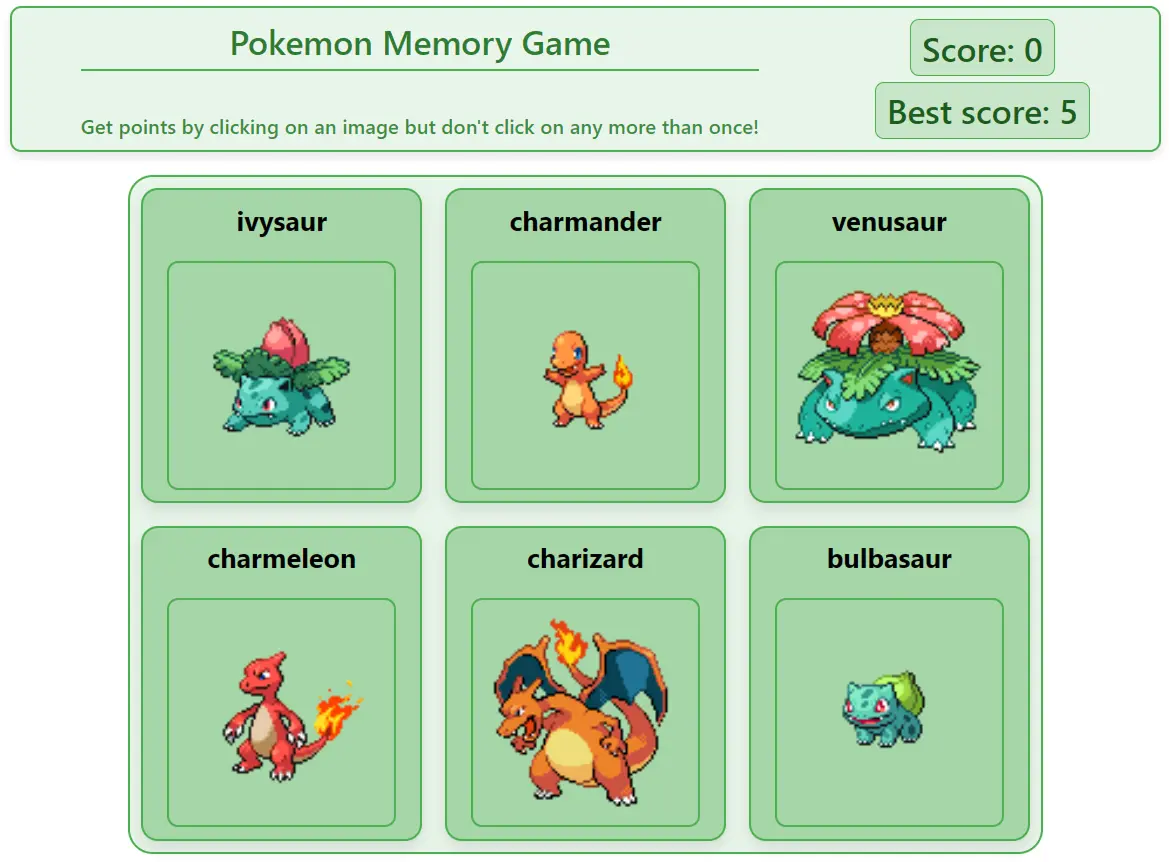 Pokemon Memory Game
Get points by clicking on an image but don't click on any more than once!
Score: 0
Best score: 5
ivysaur
charmander
venusaur
charmeleon
charizard
bulbasaur